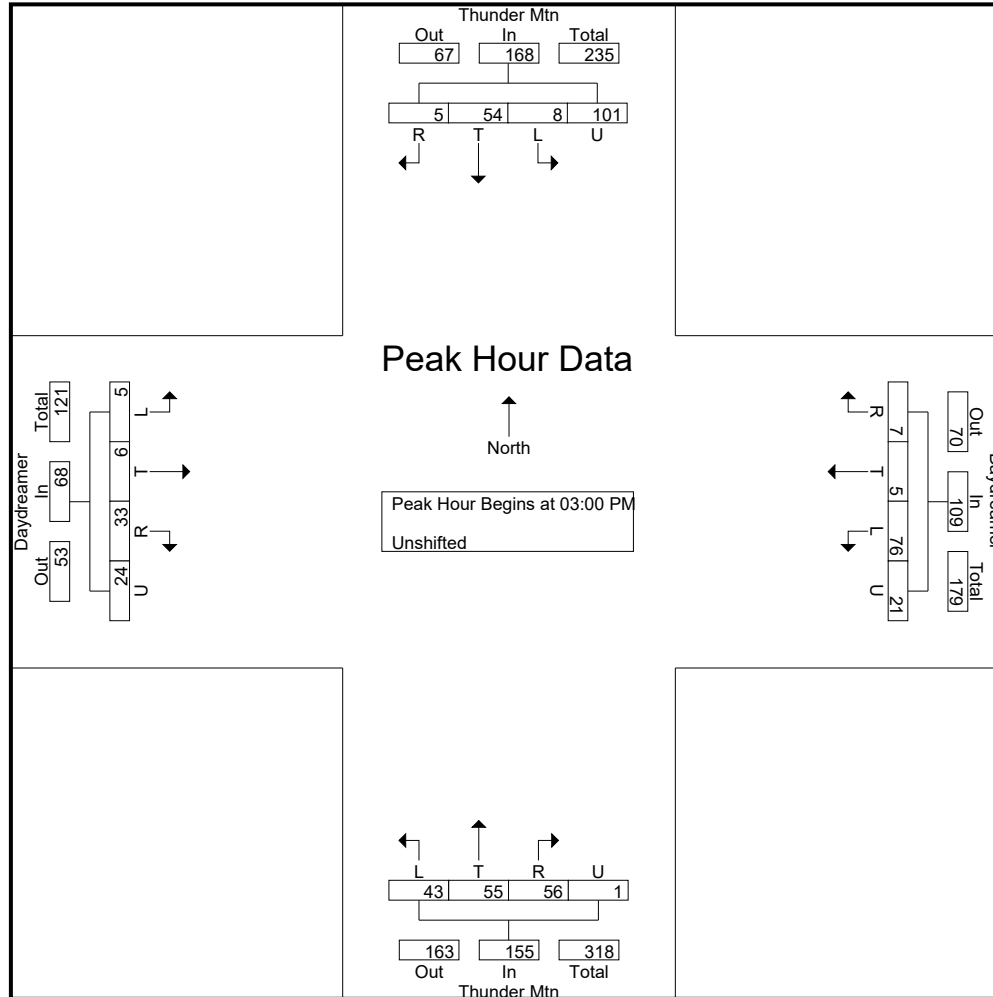 Thunder Mtn
Out In Total
67 168 235
5 54 8 101
R T L U
Peak Hour Data
North
Peak Hour Begins at 03:00 PM
Unshifted
Daydreamer
Total In Out
121 68 53
5 6 33 24
L T R U
R T L U
7 5 76 21
Out In Total
70 109 179
Daydreamer
L T R U
43 55 56 1
163 155 318
Out In Total
Thunder Mtn